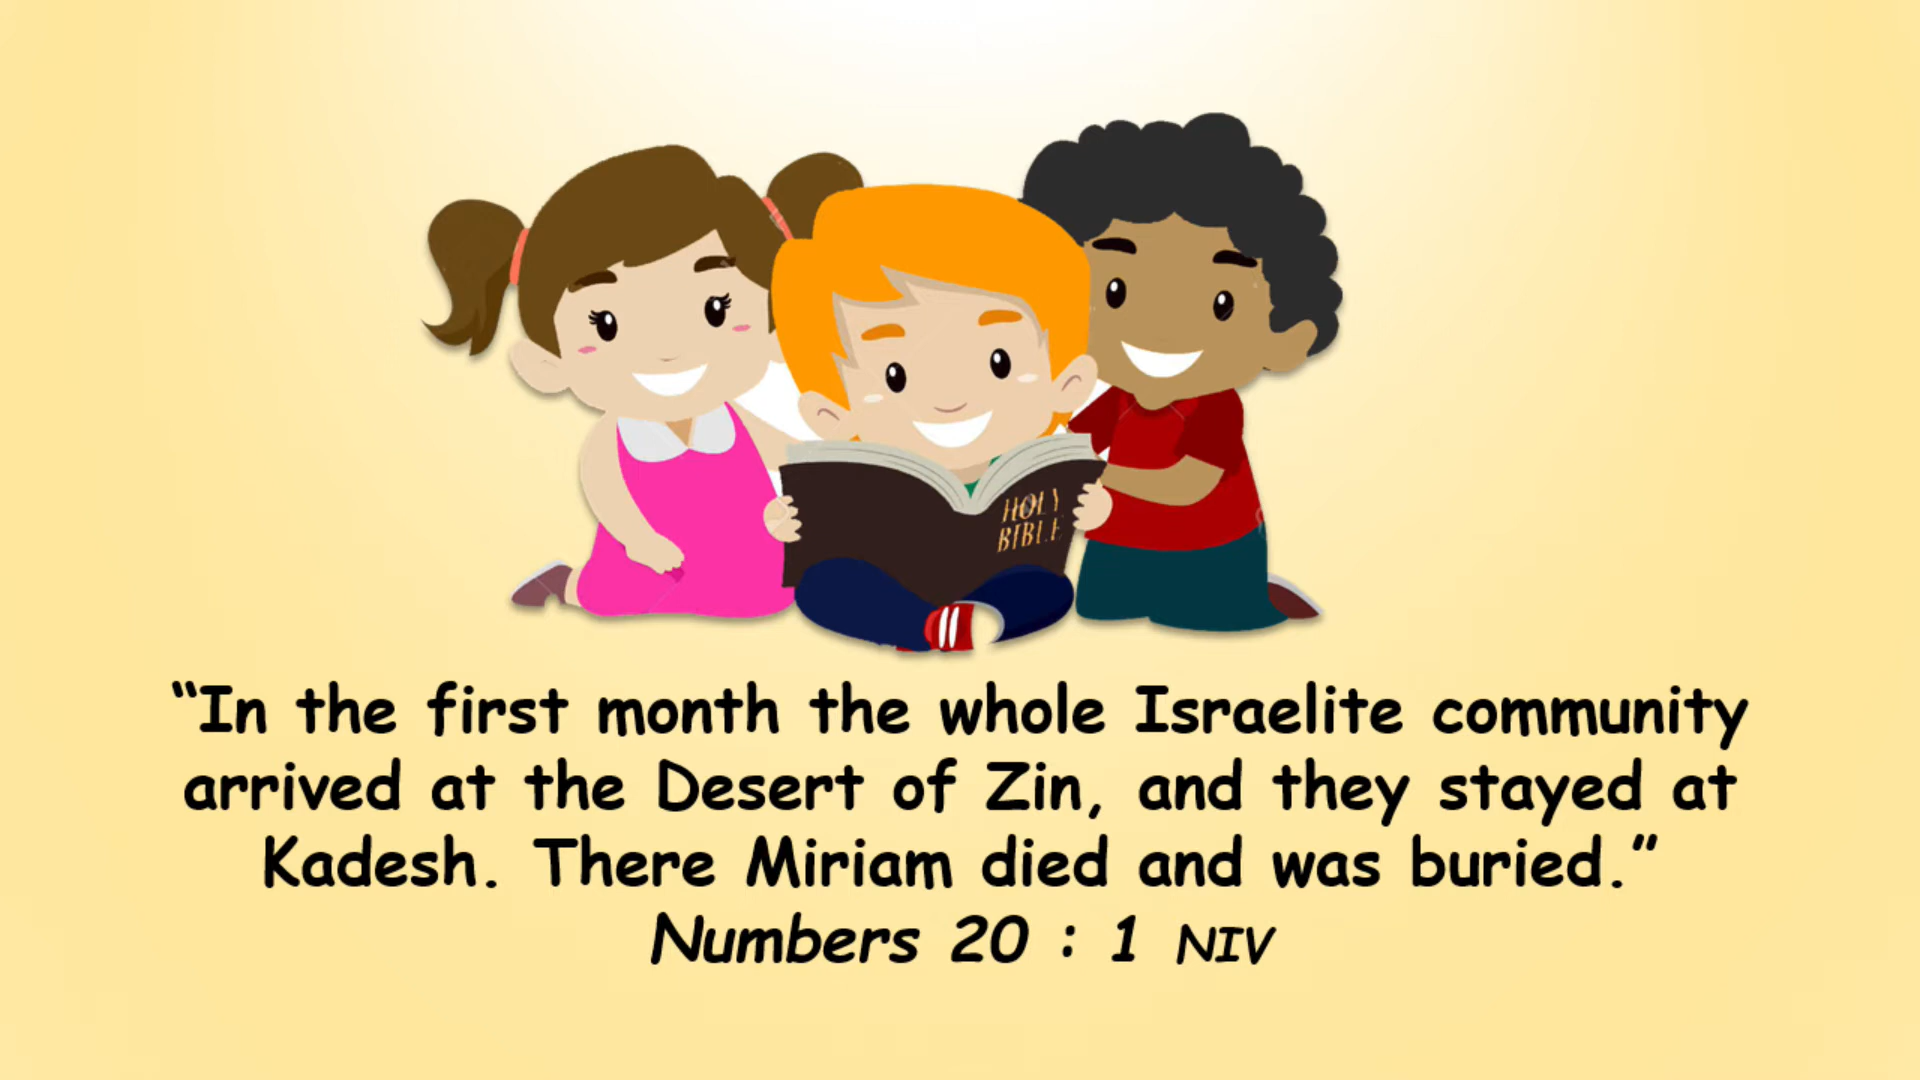 HOLY
BIBLE
“In the first month the whole Israelite community
arrived at the Desert of Zin, and they stayed at
Kadesh. There Miriam died and was buried.”
Numbers 20 : 1 NIV